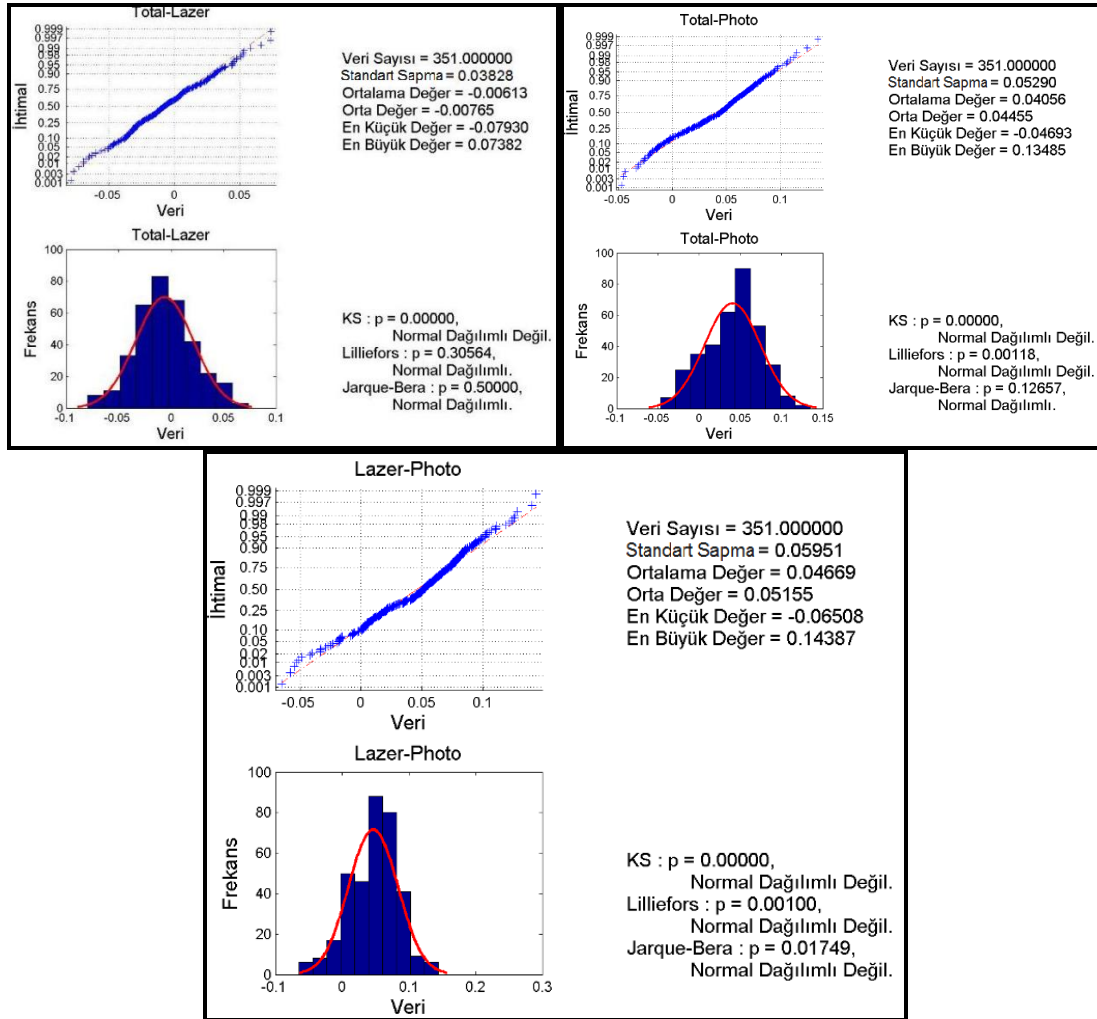 Total-Lazer
0.999
0.997
0.99
0.98
0.95
0.90
0.75
0.50
0.25
0.10
0.05
0.02
0.01
0.003
0.001
İhtimal
-0.05
0
0.05
Veri
Veri Sayısı = 351.000000
Standart Sapma = 0.03828
Ortalama Değer = -0.00613
Orta Değer = -0.00765
En Küçük Değer = -0.07930
En Büyük Değer = 0.07382
Total-Lazer
100
80
60
40
20
0
Frekans
-0.1
-0.05
0
0.05
0.1
Veri
KS : p = 0.00000,
Normal Dağılımlı Değil.
Lilliefors : p = 0.30564,
Normal Dağılımlı.
Jarque-Bera : p = 0.50000,
Normal Dağılımlı.
Total-Photo
0.999
0.997
0.99
0.98
0.95
0.90
0.75
0.50
0.25
0.10
0.05
0.02
0.01
0.003
0.001
İhtimal
-0.05
0
0.05
0.1
Veri
Veri Sayısı = 351.000000
Standart Sapma = 0.05290
Ortalama Değer = 0.04056
Orta Değer = 0.04455
En Küçük Değer = -0.04693
En Büyük Değer = 0.13485
Total-Photo
100
80
60
40
20
0
Frekans
-0.1
-0.05
0
0.05
0.1
0.15
Veri
KS : p = 0.00000,
Normal Dağılımlı Değil.
Lilliefors : p = 0.00118,
Normal Dağılımlı Değil.
Jarque-Bera : p = 0.12657,
Normal Dağılımlı.
Lazer-Photo
0.999
0.997
0.99
0.98
0.95
0.90
0.75
0.50
0.25
0.10
0.05
0.02
0.01
0.003
0.001
İhtimal
-0.05
0
0.05
0.1
Veri
Veri Sayısı = 351.000000
Standart Sapma = 0.05951
Ortalama Değer = 0.04669
Orta Değer = 0.05155
En Küçük Değer = -0.06508
En Büyük Değer = 0.14387
Lazer-Photo
100
80
60
40
20
0
Frekans
-0.1
0
0.1
0.2
0.3
Veri
KS : p = 0.00000,
Normal Dağılımlı Değil.
Lilliefors : p = 0.00100,
Normal Dağılımlı Değil.
Jarque-Bera : p = 0.01749,
Normal Dağılımlı Değil.